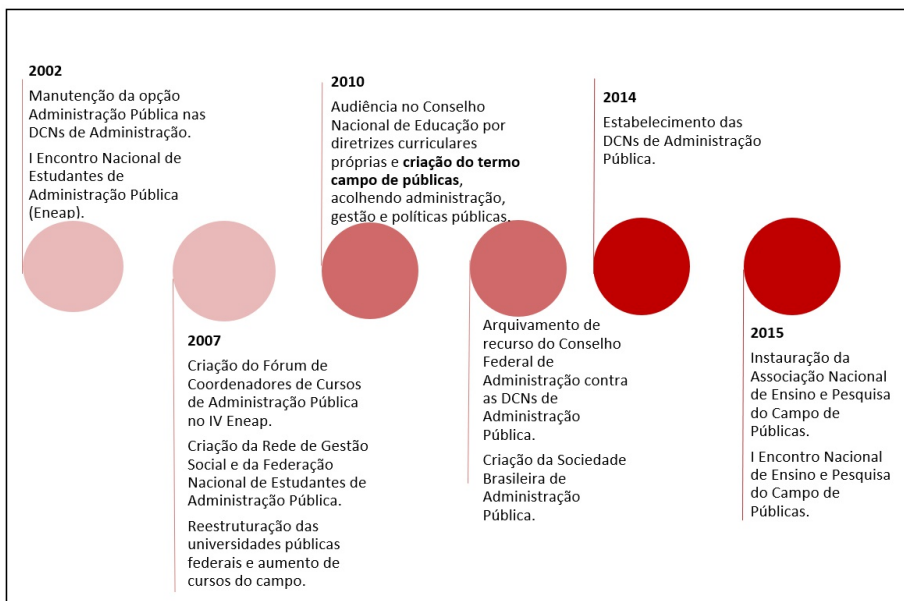 2002
Manutenção da opção
Administração Pública nas
DCNs de Administração.
I Encontro Nacional de
Estudantes de
Administração Pública
(Eneap).
2007
Criação do Fórum de
Coordenadores de Cursos
de Administração Pública
no IV Eneap.
Criação da Rede de Gestão
Social e da Federação
Nacional de Estudantes de
Administração Pública.
Reestruturação das
universidades públicas
federais e aumento de
cursos do campo.
2010
Audiência no Conselho
Nacional de Educação por
diretrizes curriculares
próprias e criação do termo
campo de públicas,
acolhendo administração,
gestão e políticas públicas.
Arquivamento de
recurso do Conselho
Federal de
Administração contra
as DCNs de
Administração
Pública.
Criação da Sociedade
Brasileira de
Administração
Pública.
2014
Estabelecimento das
DCNs de Administração
Pública.
2015
Instauração da
Associação Nacional
de Ensino e Pesquisa
do Campo de
Públicas.
I Encontro Nacional
de Ensino e Pesquisa
do Campo de
Públicas.